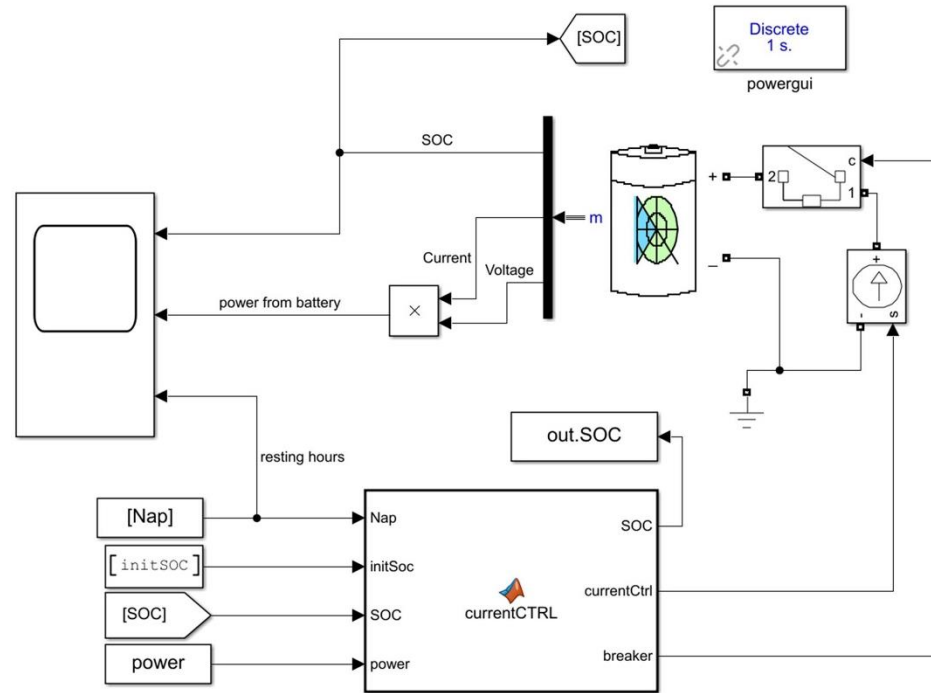 [SOC]
Discrete
1 s.
powergui
SOC
c
+
2
1
m
Current
Voltage
–
+
power from battery
×
-
s
out.SOC
resting hours
[Nap]
Nap
SOC
[initSOC]
initSoc
currentCtrl
[SOC]
SOC
currentCTRL
power
power
breaker